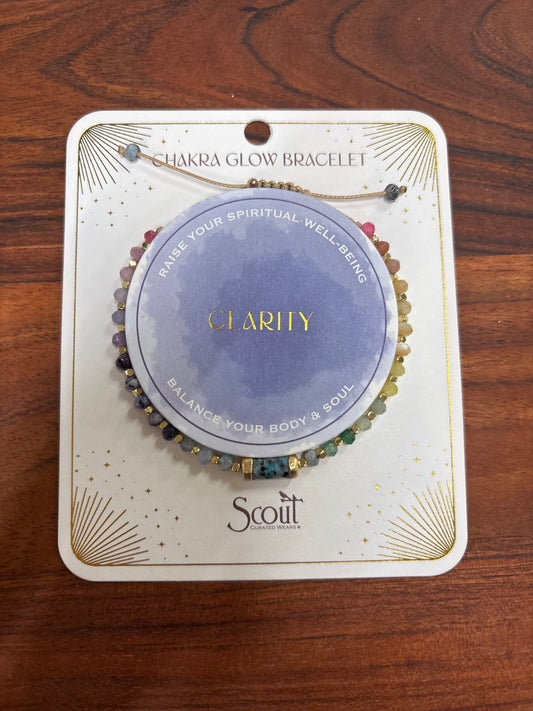 CHAKRA GLOW BRACELET
RAISE YOUR SPIRITUAL·WELL-BEING
CLARITY
BALANCE YOUR BODY & SOUL
Scout
CURATED WEARS®